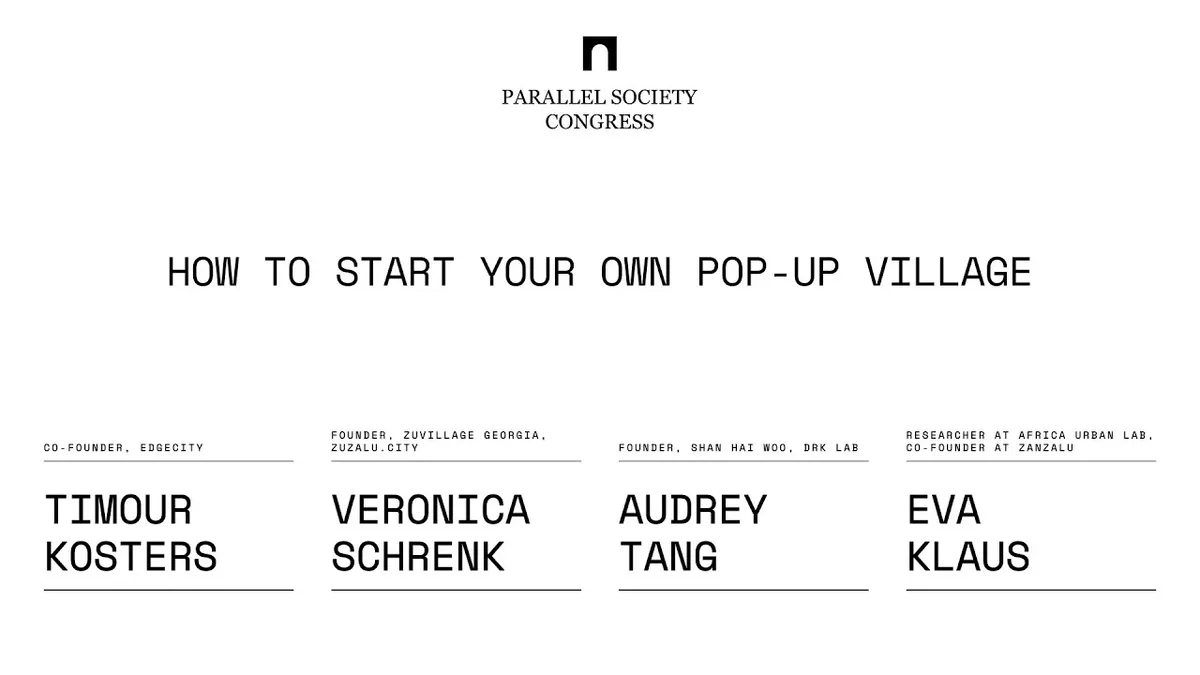 PARALLEL SOCIETY
CONGRESS
HOW TO START YOUR OWN POP-UP VILLAGE
CO-FOUNDER, EDGECITY
TIMOUR
KOSTERS
FOUNDER, ZUVILLAGE GEORGIA,
ZUZALU.CITY
VERONICA
SCHRENK
FOUNDER, SHAN HAI WOO, DRK LAB
AUDREY
TANG
RESEARCHER AT AFRICA URBAN LAB,
CO-FOUNDER AT ZANZALU
EVA
KLAUS